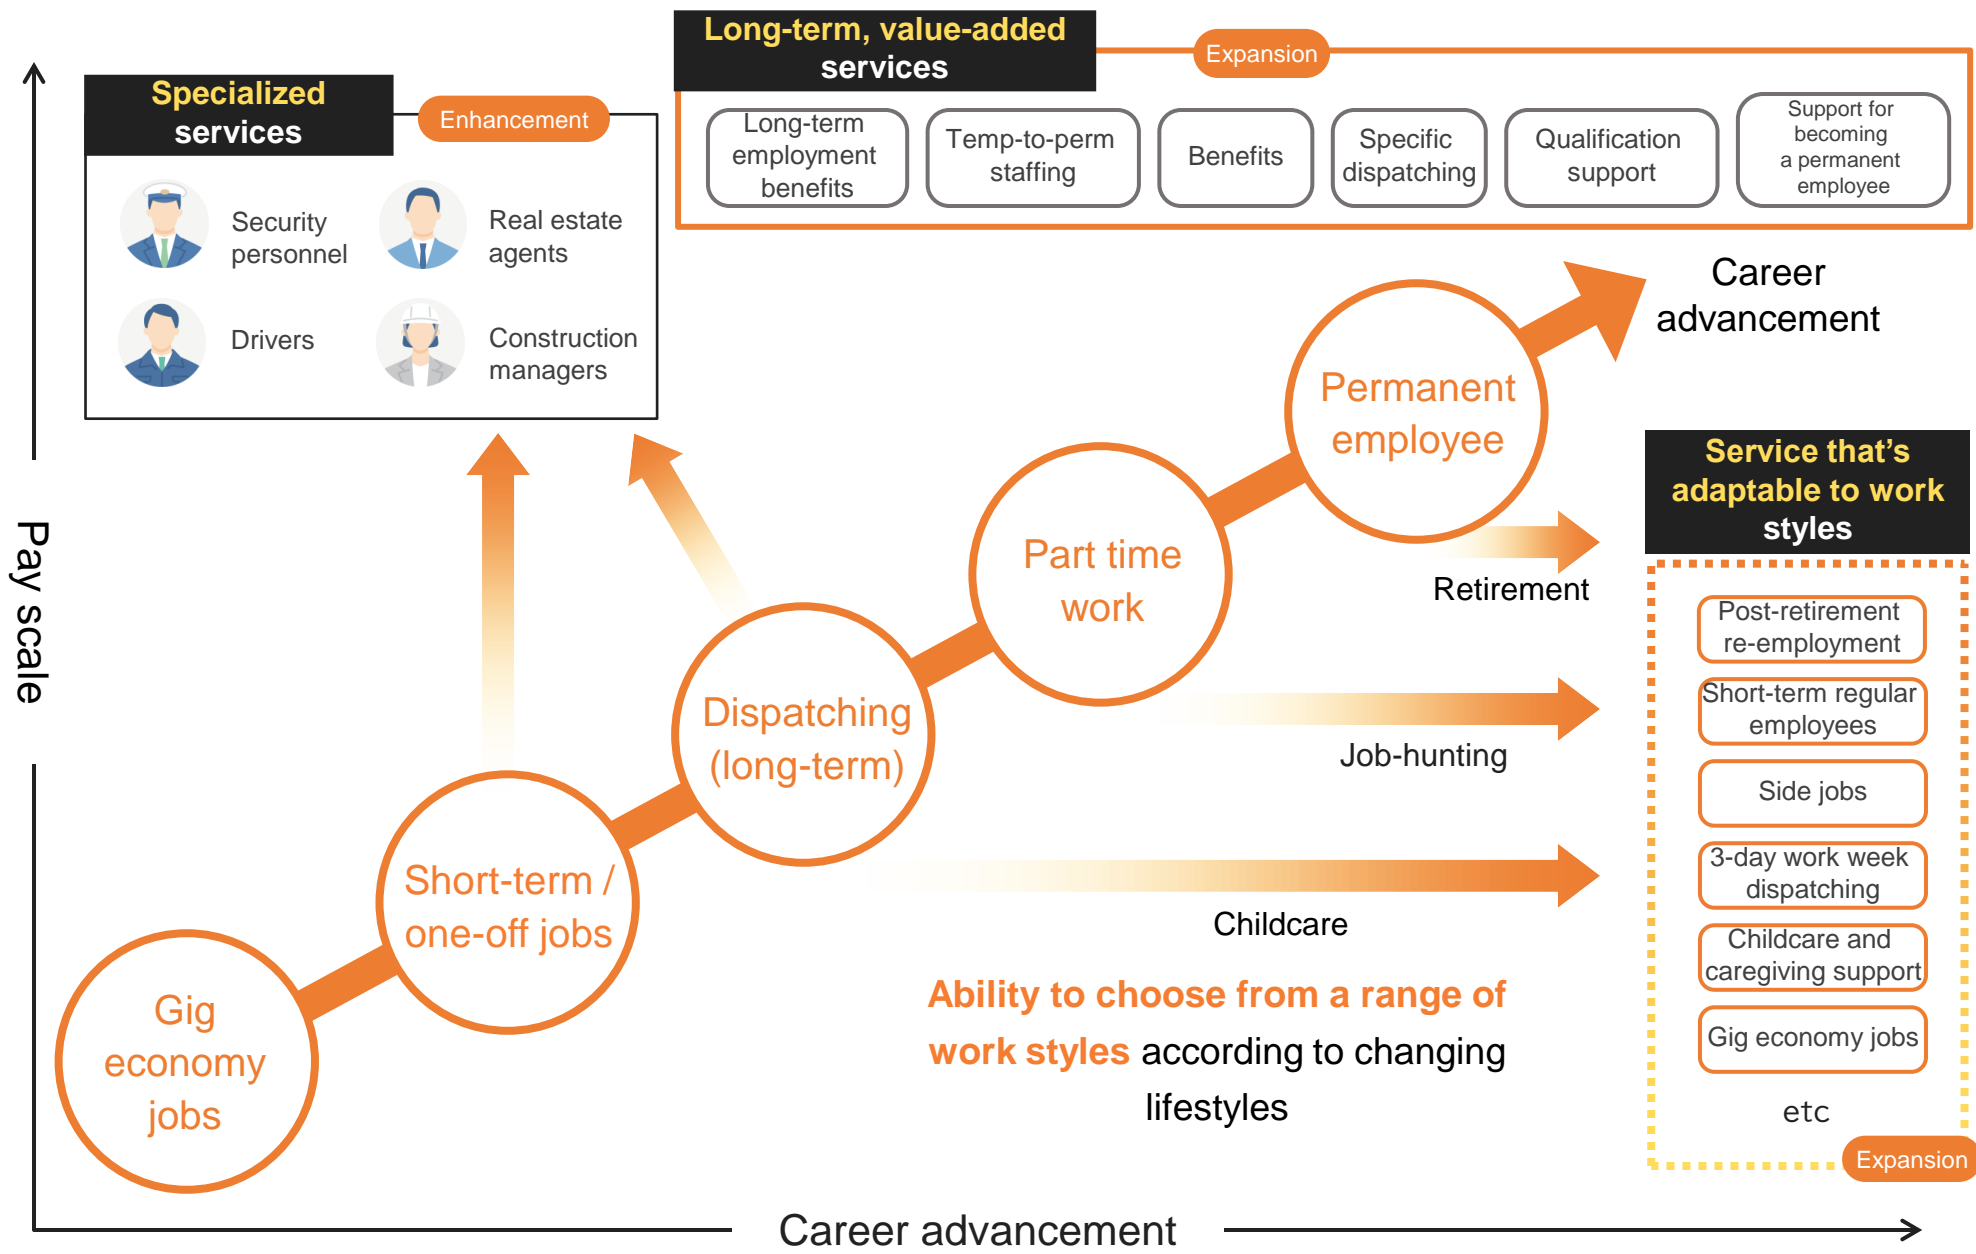 Long-term, value-added
services
Expansion
Long-term
employment
benefits
Temp-to-perm
staffing
Benefits
Specific
dispatching
Qualification
support
Support for
becoming
a permanent
employee
Specialized
services
Enhancement
Security
personnel
Real estate
agents
Drivers
Construction
managers
Career
advancement
Permanent
employee
Part time
work
Dispatching
(long-term)
Short-term /
one-off jobs
Gig
economy
jobs
Pay scale
Retirement
Job-hunting
Childcare
Ability to choose from a range of
work styles according to changing
lifestyles
Service that’s
adaptable to work
styles
Post-retirement
re-employment
Short-term regular
employees
Side jobs
3-day work week
dispatching
Childcare and
caregiving support
Gig economy jobs
etc
Expansion
Career advancement